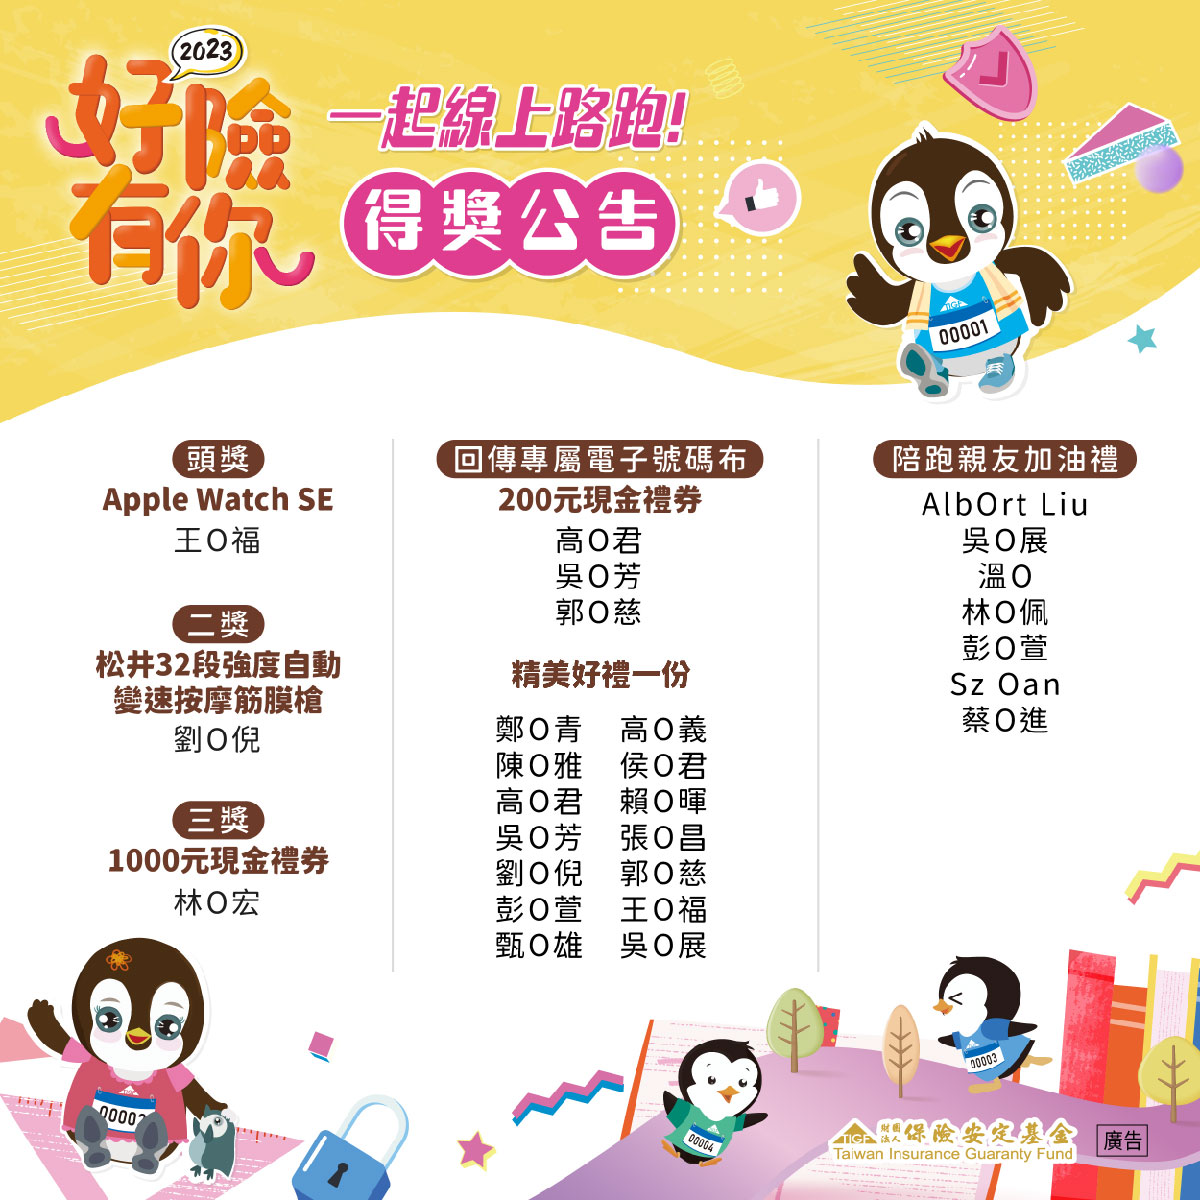 2023
好險
有你
一起線上路跑!
得獎公告
TIGF
00001
頭獎
Apple Watch SE
王O福
二獎
松井32段強度自動
變速按摩筋膜槍
劉O倪
三獎
1000元現金禮券
林O宏
回傳專屬電子號碼布
200元現金禮券
高O君
吳O芳
郭O慈
精美好禮一份
鄭O青 高O義
陳O雅 侯O君
高O君 賴O暉
吳O芳 張O昌
劉O倪 郭O慈
彭O萱 王O福
甄O雄 吳O展
陪跑親友加油禮
AlbOrt Liu
吳O展
溫O
林O佩
彭O萱
Sz Oan
蔡O進
00002
00003
00004
TIGF 財團法人 保險安定基金
Taiwan Insurance Guaranty Fund
廣告